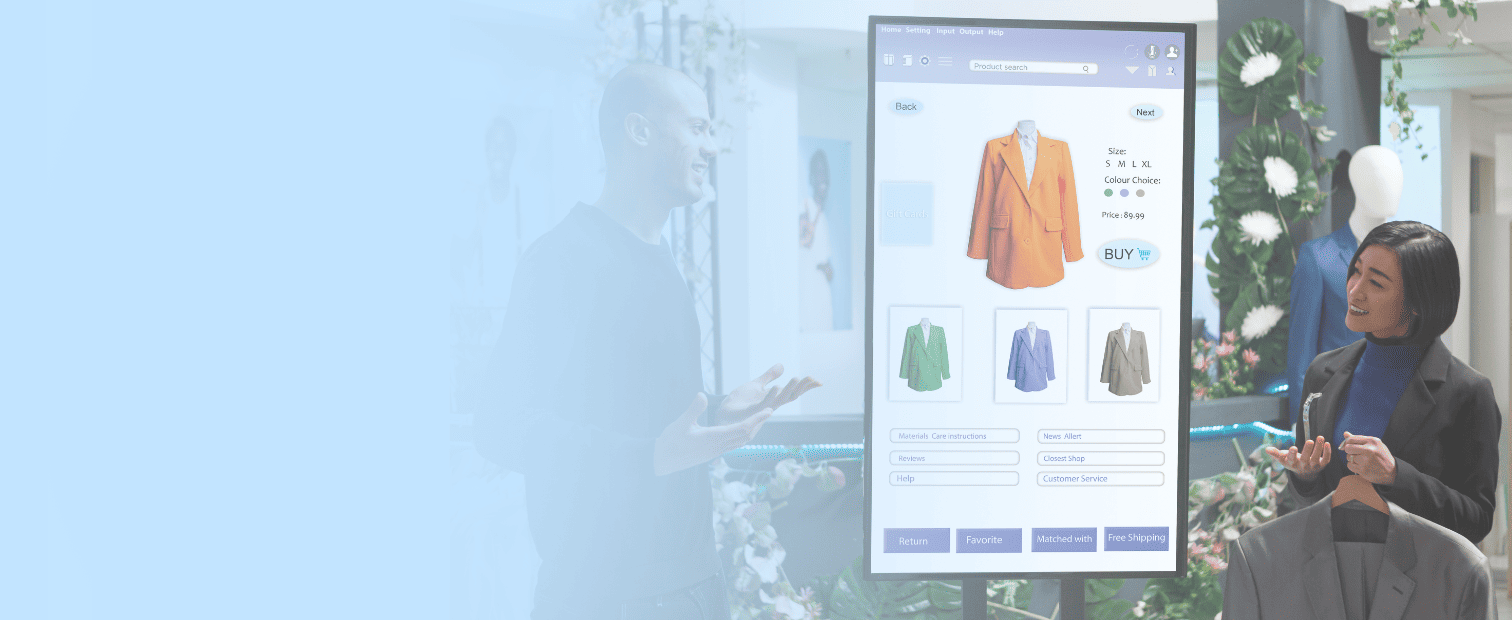 Home Setting Input Output Help
Product search
Back
Next
Size:
S M L XL
Colour Choice:
Price : 89.99
BUY
Materials Care instructions
News Allert
Reviews
Closest Shop
Help
Customer Service
Return
Favorite
Matched with
Free Shipping